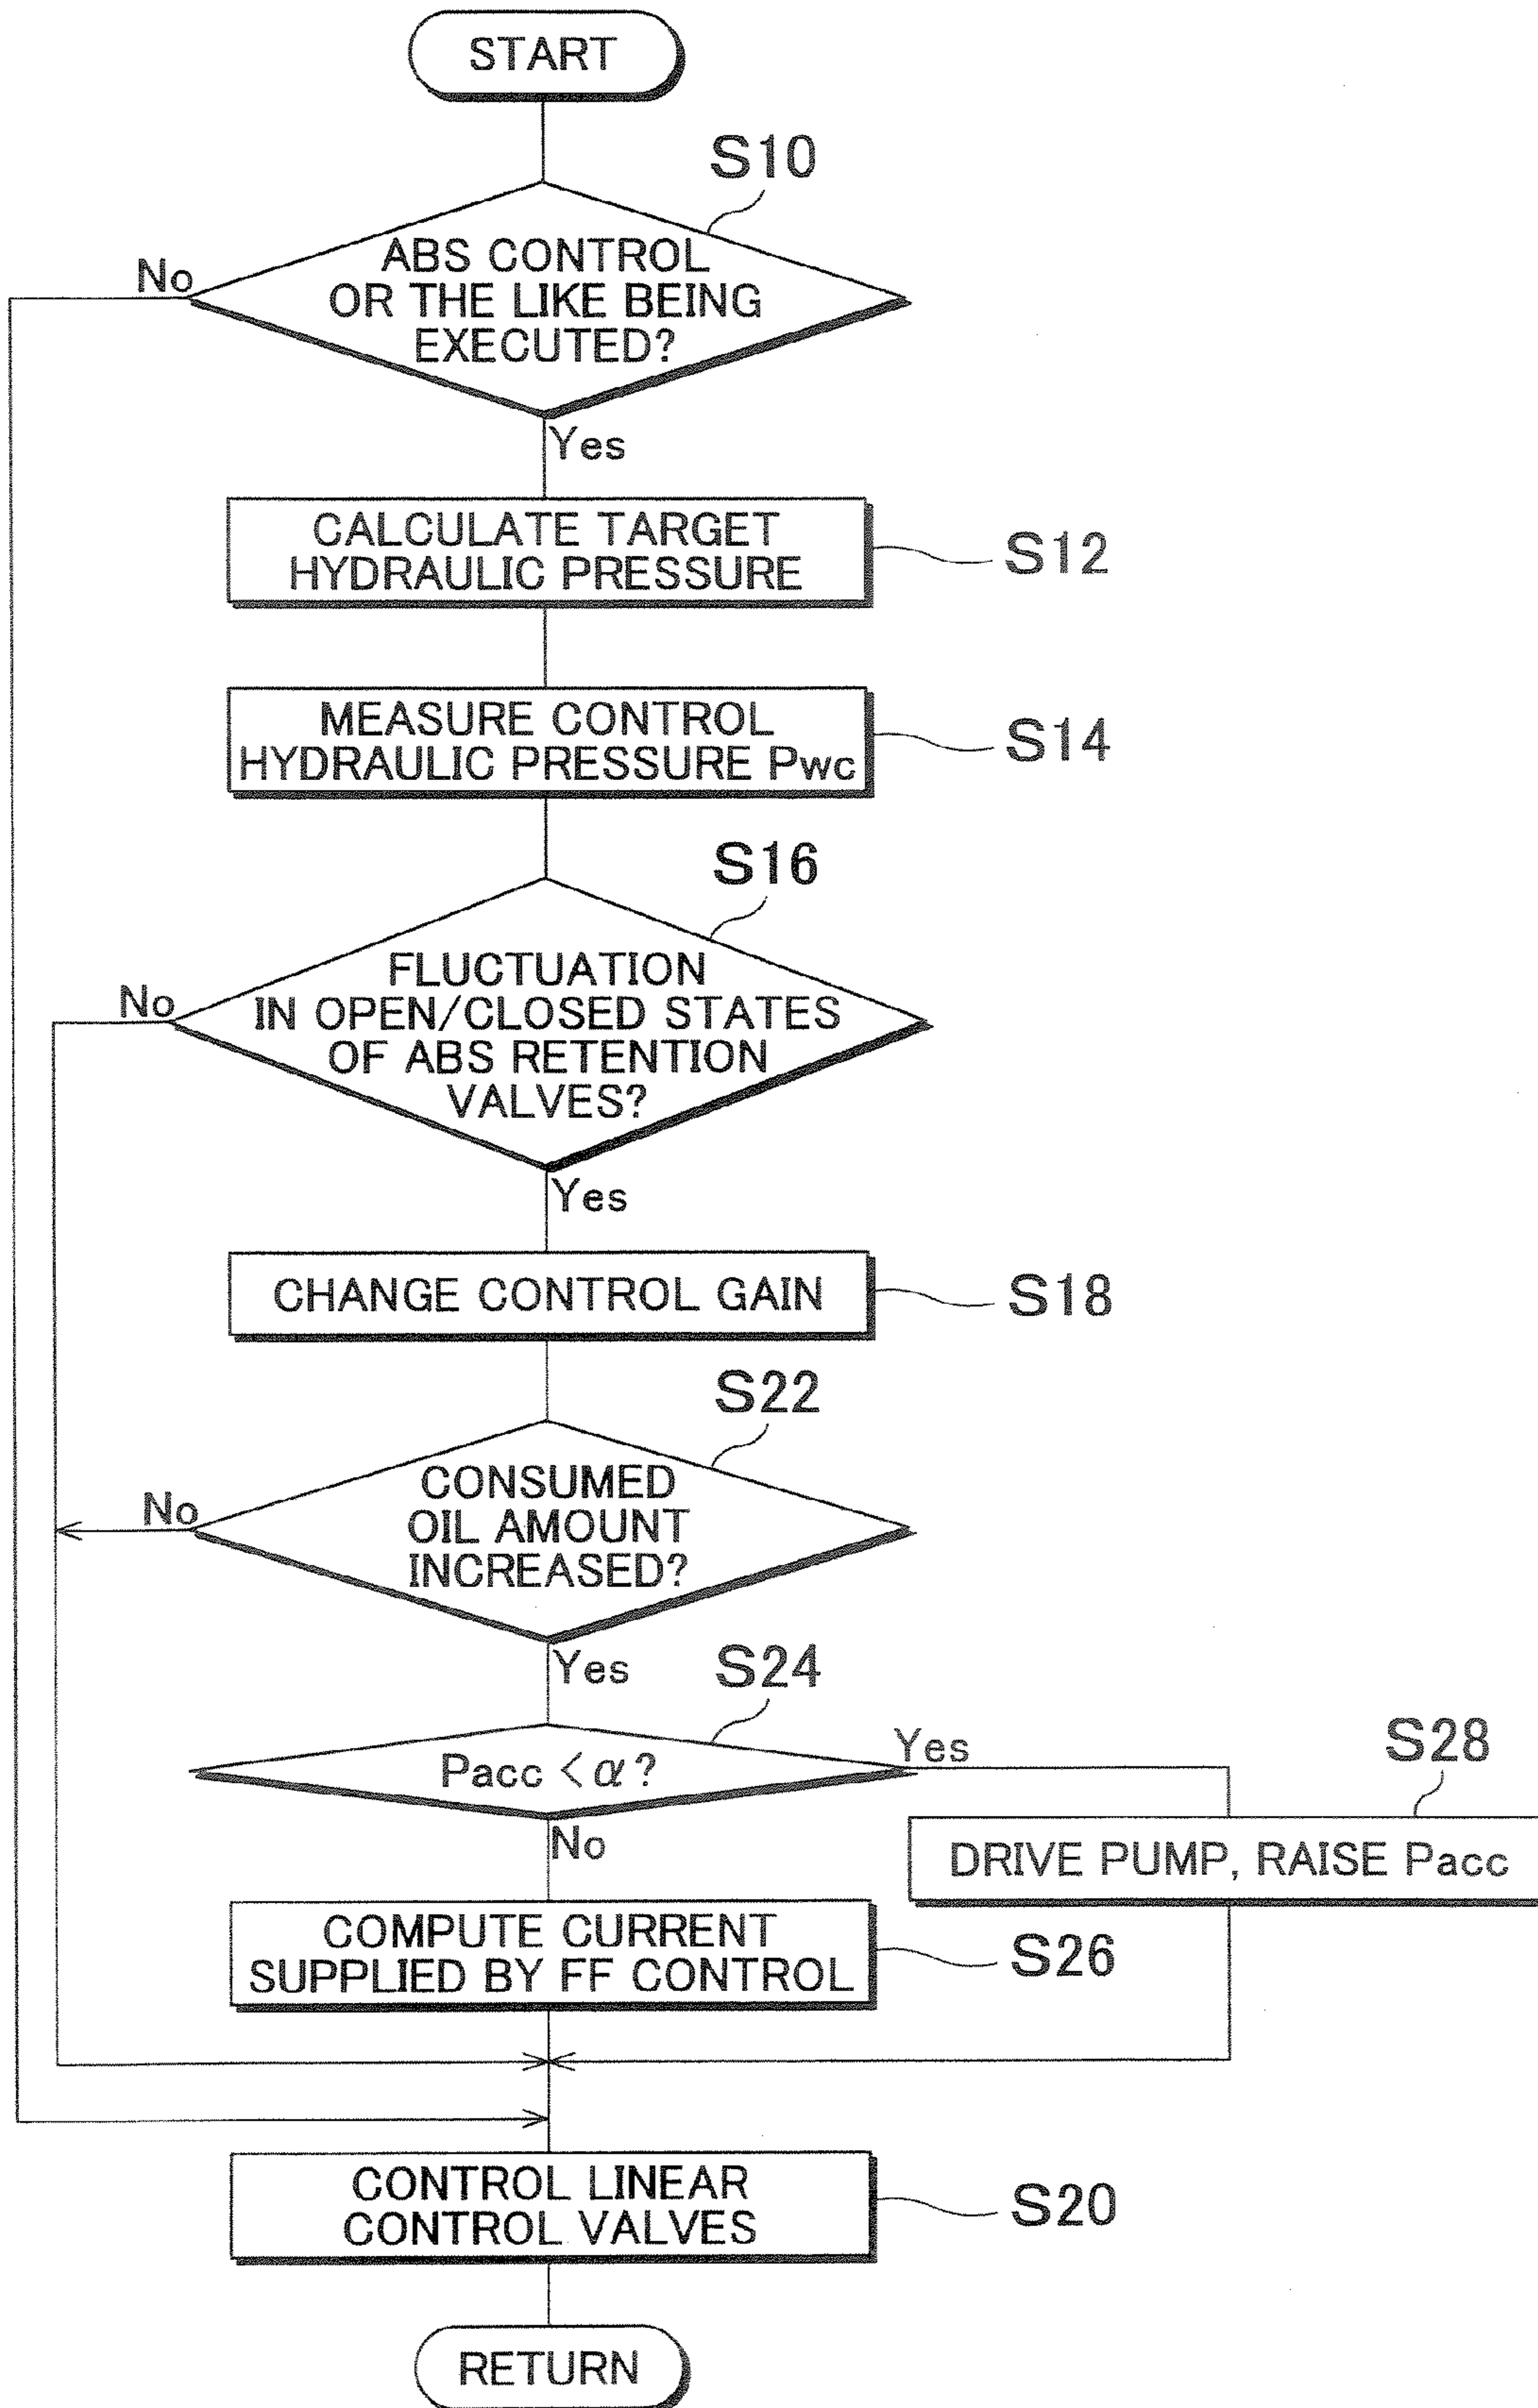 START
S10
ABS CONTROL
OR THE LIKE BEING
EXECUTED?
No
Yes
CALCULATE TARGET
HYDRAULIC PRESSURE
S12
MEASURE CONTROL
HYDRAULIC PRESSURE Pwc
S14
S16
FLUCTUATION
IN OPEN/CLOSED STATES
OF ABS RETENTION
VALVES?
No
Yes
CHANGE CONTROL GAIN
S18
S22
CONSUMED
OIL AMOUNT
INCREASED?
No
Yes
S24
Pacc < α ?
Yes
No
S28
DRIVE PUMP, RAISE Pacc
COMPUTE CURRENT
SUPPLIED BY FF CONTROL
S26
CONTROL LINEAR
CONTROL VALVES
S20
RETURN